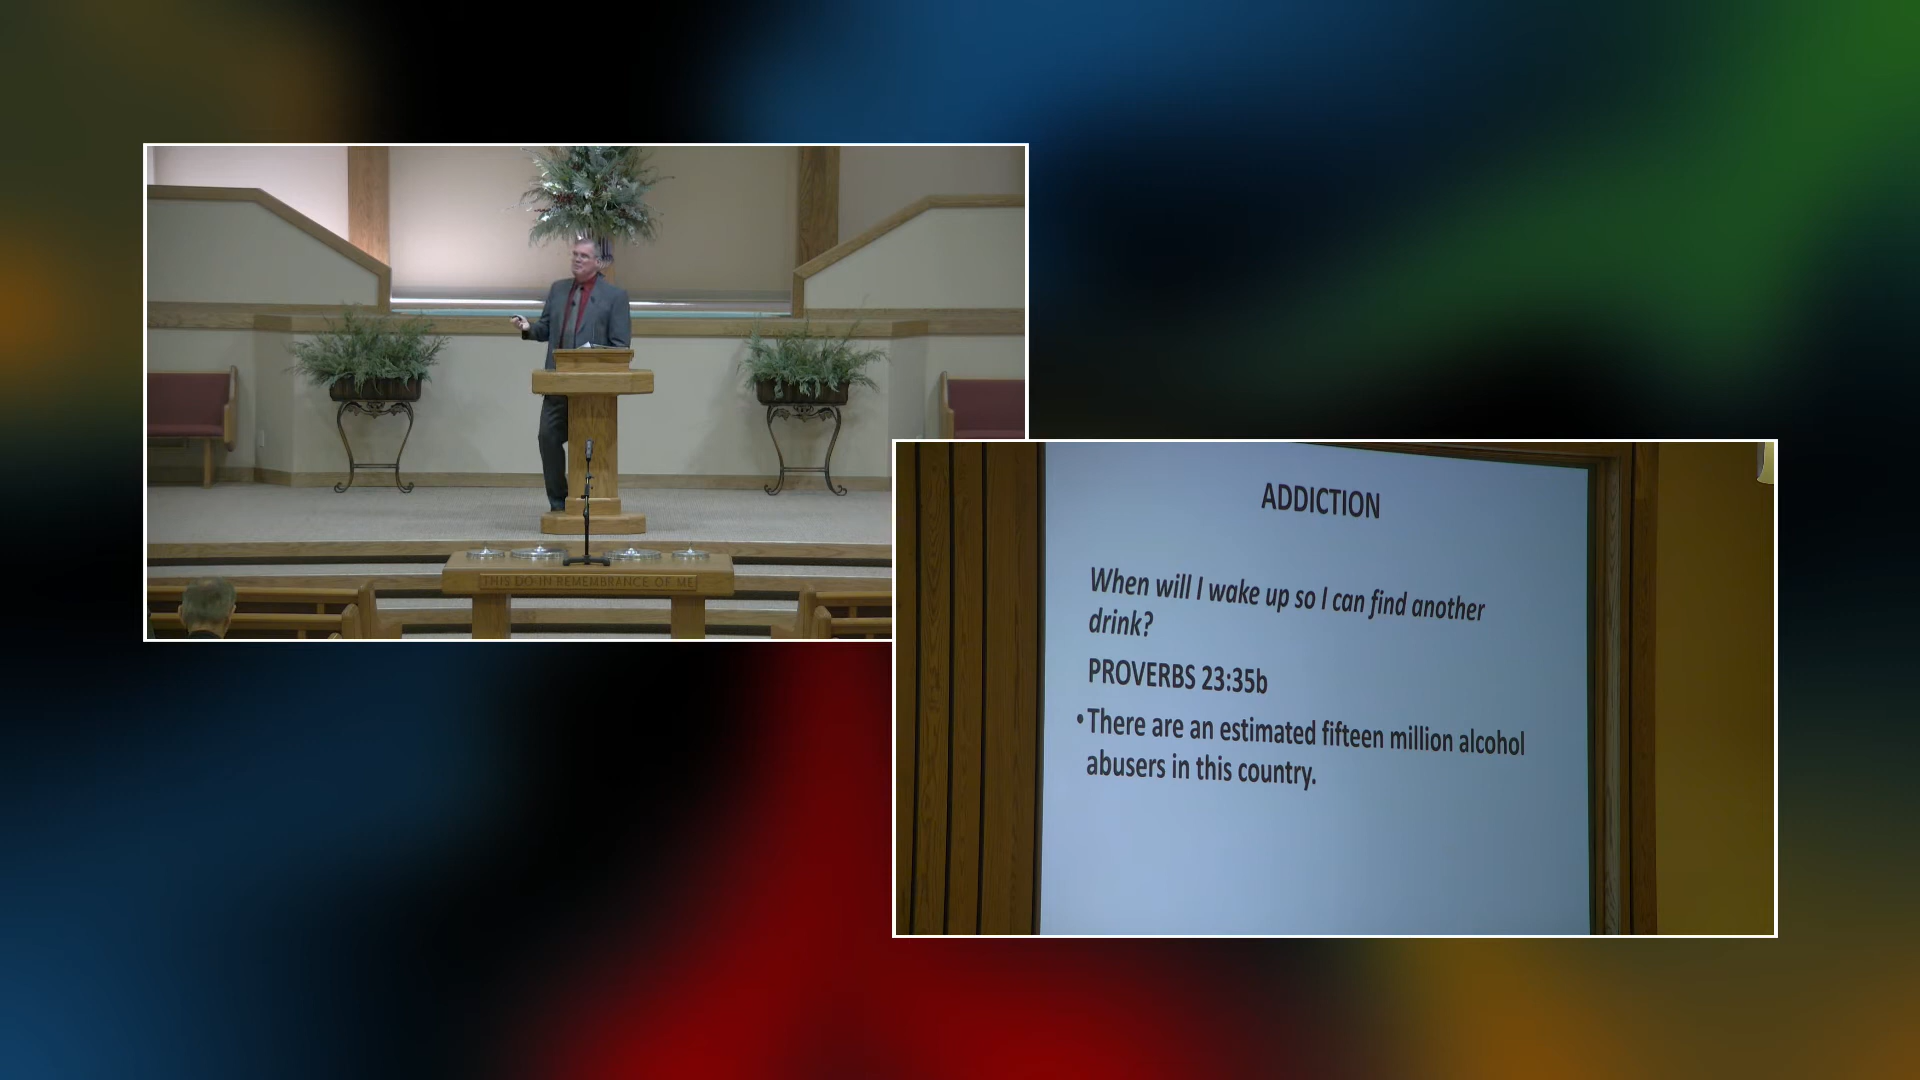 THIS DO IN REMEMBRANCE OF ME
ADDICTION
When will I wake up so I can find another
drink?
PROVERBS 23:35b
•There are an estimated fifteen million alcohol
abusers in this country.